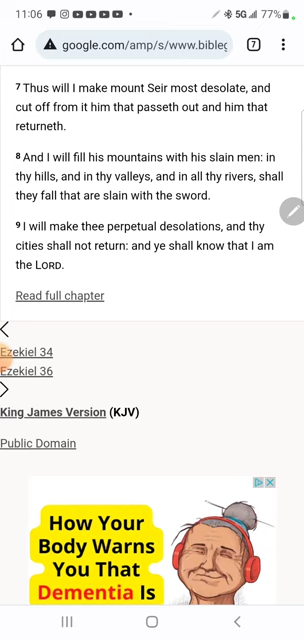 11:06
5G 77%
google.com/amp/s/www.bibleg
7
7 Thus will I make mount Seir most desolate, and
cut off from it him that passeth out and him that
returneth.
8 And I will fill his mountains with his slain men: in
thy hills, and in thy valleys, and in all thy rivers, shall
they fall that are slain with the sword.
9 I will make thee perpetual desolations, and thy
cities shall not return: and ye shall know that I am
the LORD.
Read full chapter
Ezekiel 34
Ezekiel 36
King James Version (KJV)
Public Domain
How Your
Body Warns
You That
Dementia Is